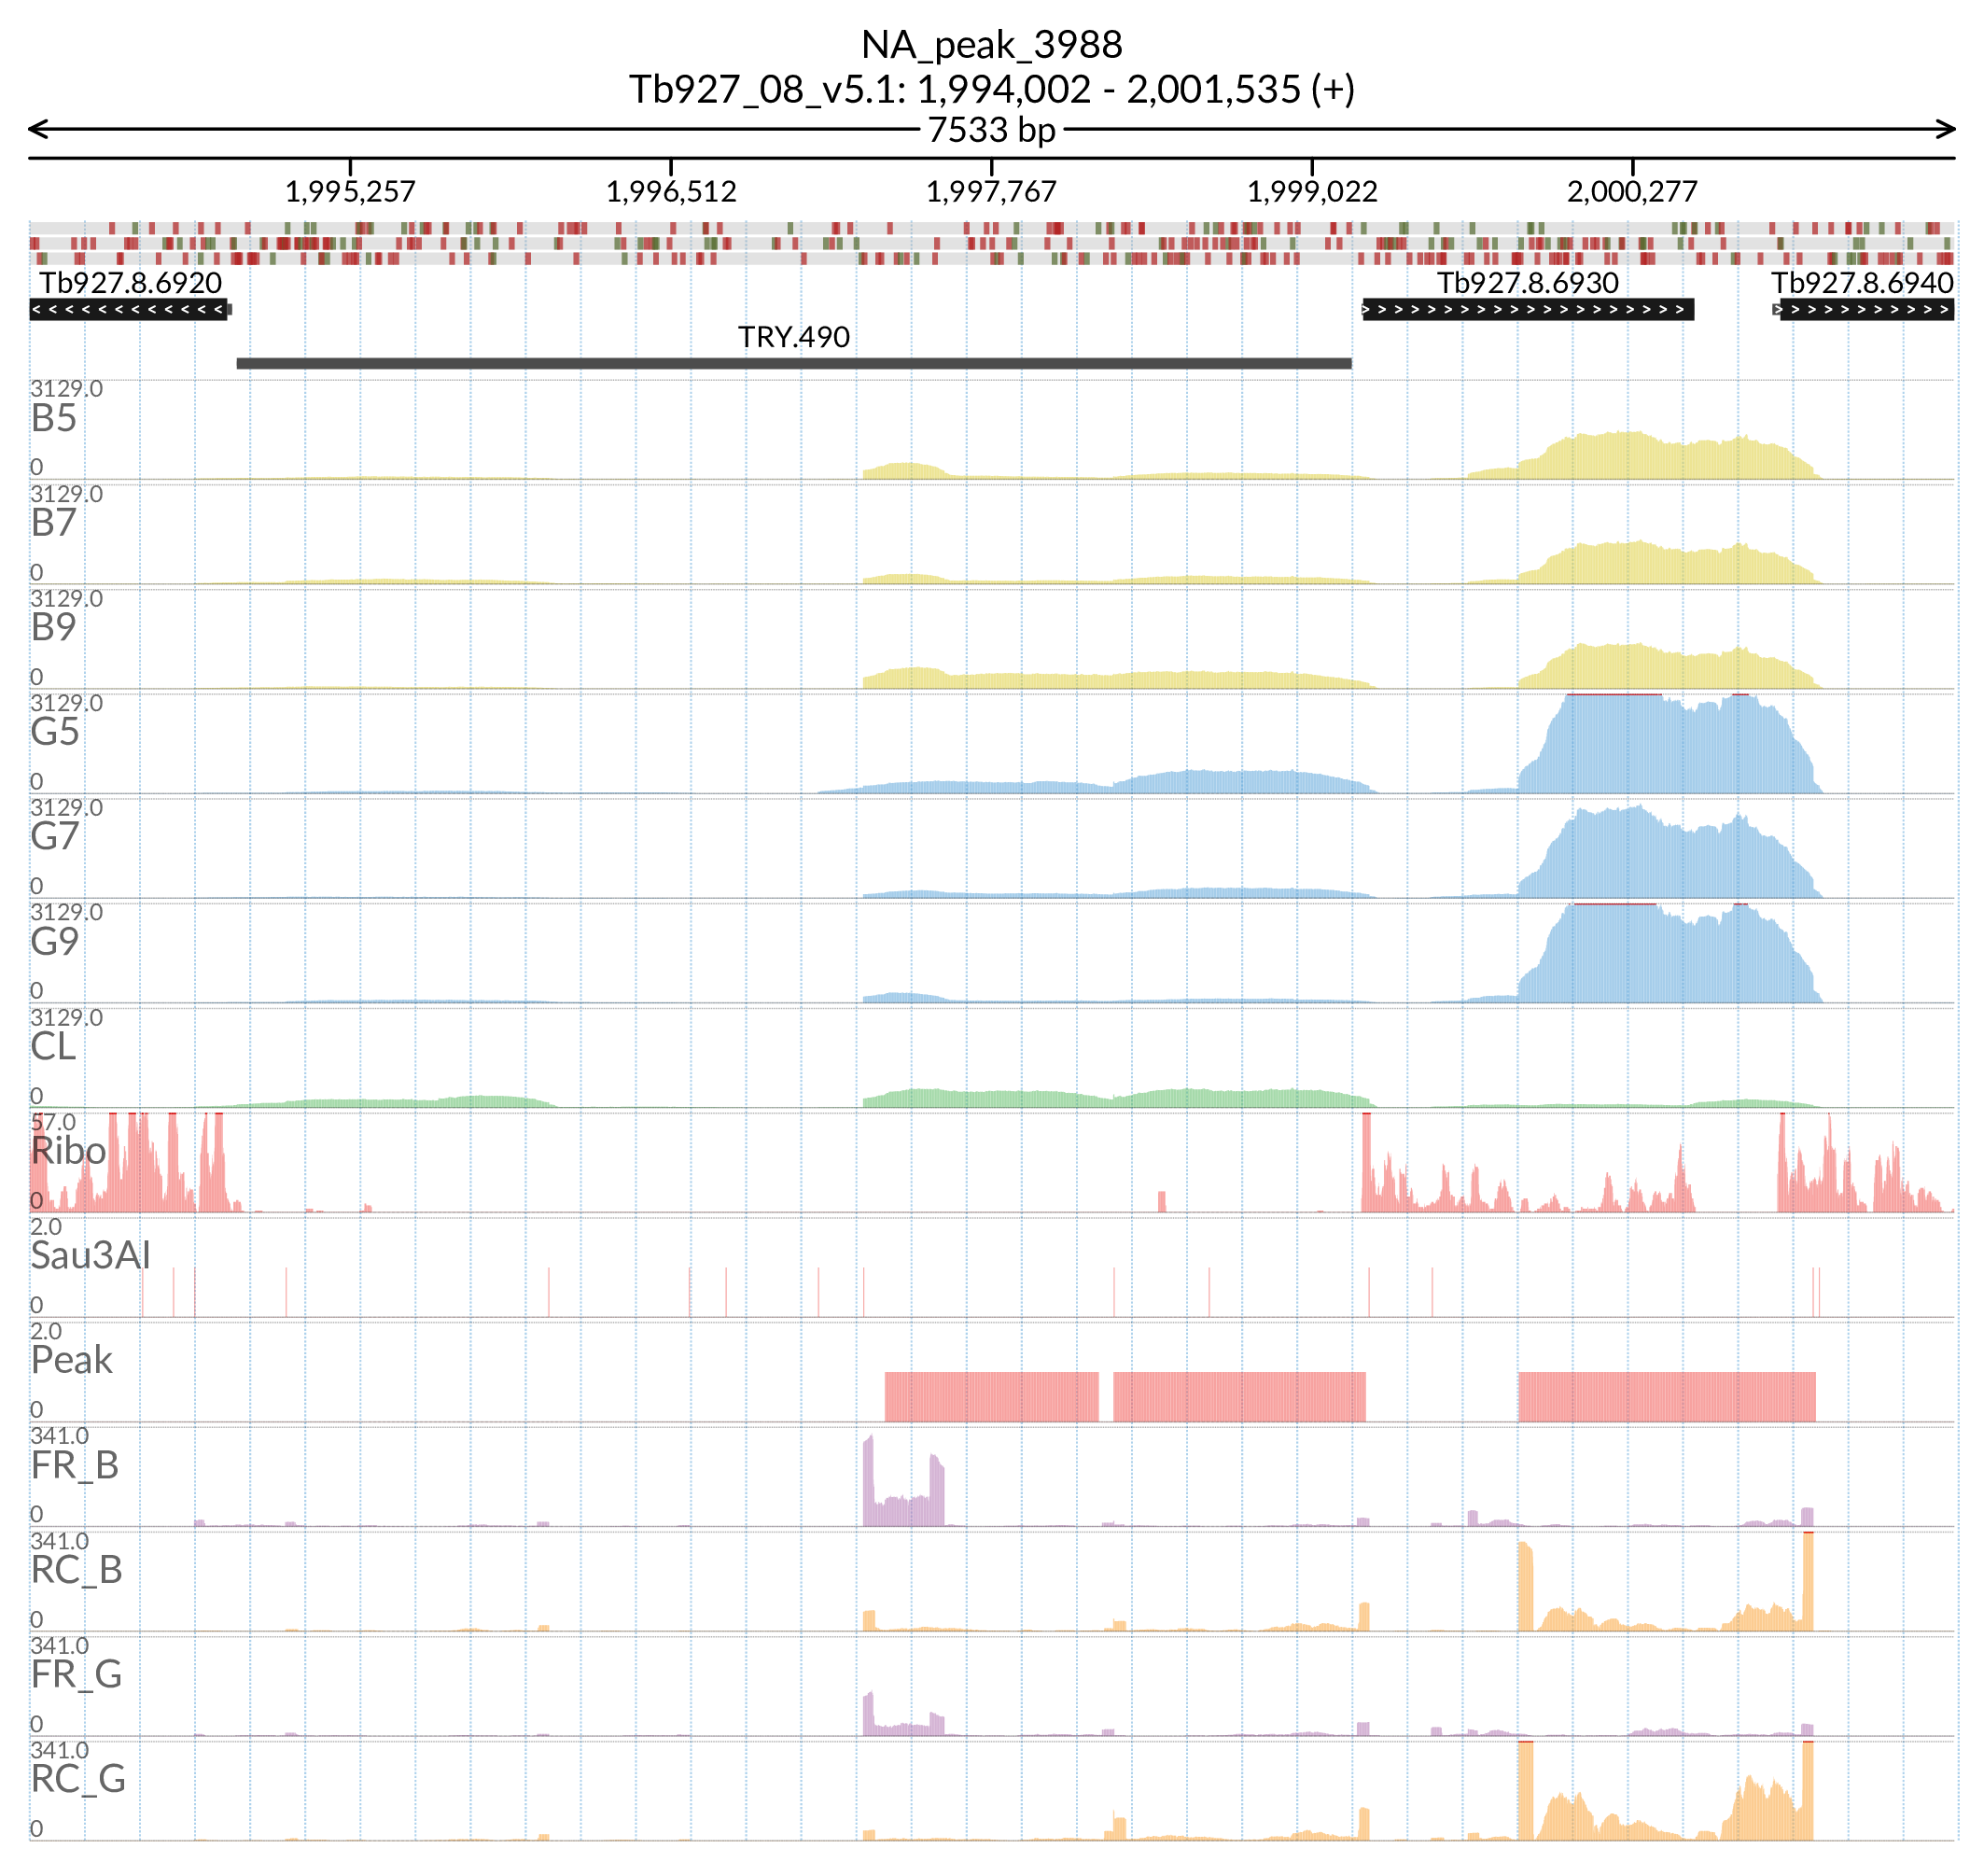 NA_peak_3988
Tb927_08_v5.1: 1,994,002 - 2,001,535 (+)
7533 bp
1,995,257 1,996,512 1,997,767 1,999,022 2,000,277
Tb927.8.6920 Tb927.8.6930 Tb927.8.6940
TRY.490
3129.0
B5
0
3129.0
B7
0
3129.0
B9
0
3129.0
G5
0
3129.0
G7
0
3129.0
G9
0
3129.0
CL
0
57.0
Ribo
0
2.0
Sau3AI
0
2.0
Peak
0
341.0
FR_B
0
341.0
RC_B
0
341.0
FR_G
0
341.0
RC_G
0